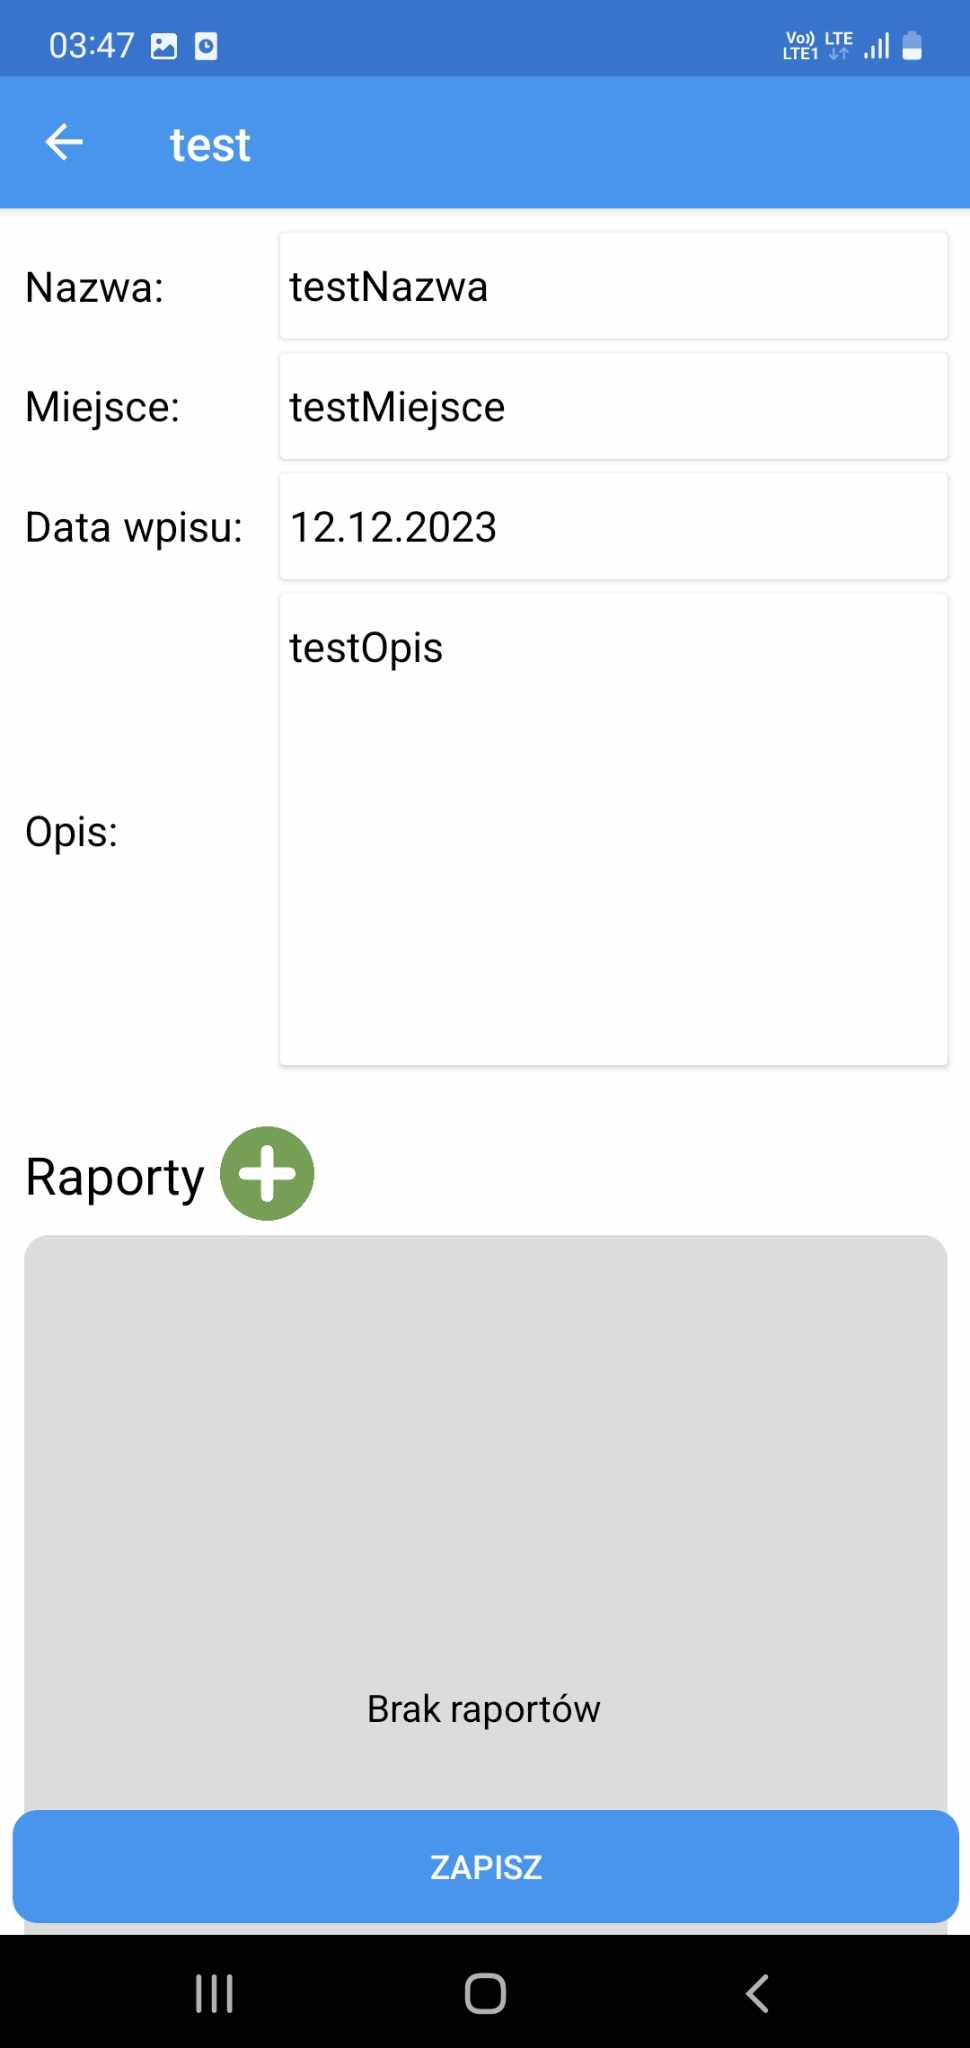 03:47
Vo)) LTE
LTE1
test
Nazwa: testNazwa
Miejsce: testMiejsce
Data wpisu: 12.12.2023
testOpis
Opis:
Raporty
Brak raportów
ZAPISZ